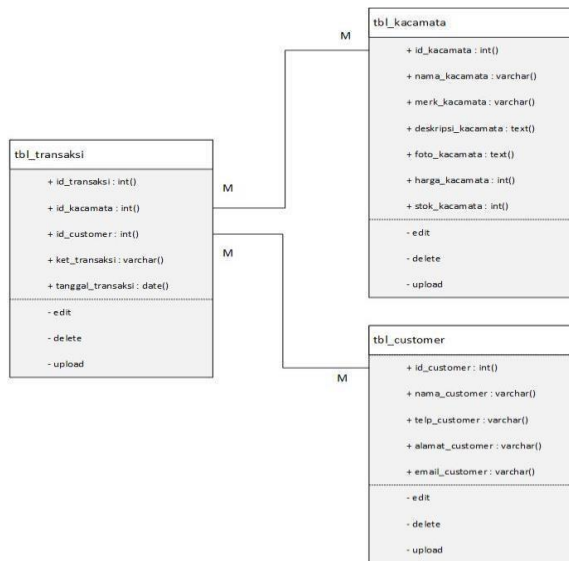 tbl_kacamata
M
+ id_kacamata : int()
+ nama_kacamata : varchar()
+ merk_kacamata : varchar()
+ deskripsi_kacamata : text()
+ foto_kacamata : text()
+ harga_kacamata : int()
+ stok_kacamata : int()
- edit
- delete
- upload
tbl_transaksi
+ id_transaksi : int()
+ id_kacamata : int()
+ id_customer : int()
+ ket_transaksi : varchar()
+ tanggal_transaksi : date()
- edit
- delete
- upload
M
M
tbl_customer
M
+ id_customer : int()
+ nama_customer : varchar()
+ telp_customer : varchar()
+ alamat_customer : varchar()
+ email_customer : varchar()
- edit
- delete
- upload